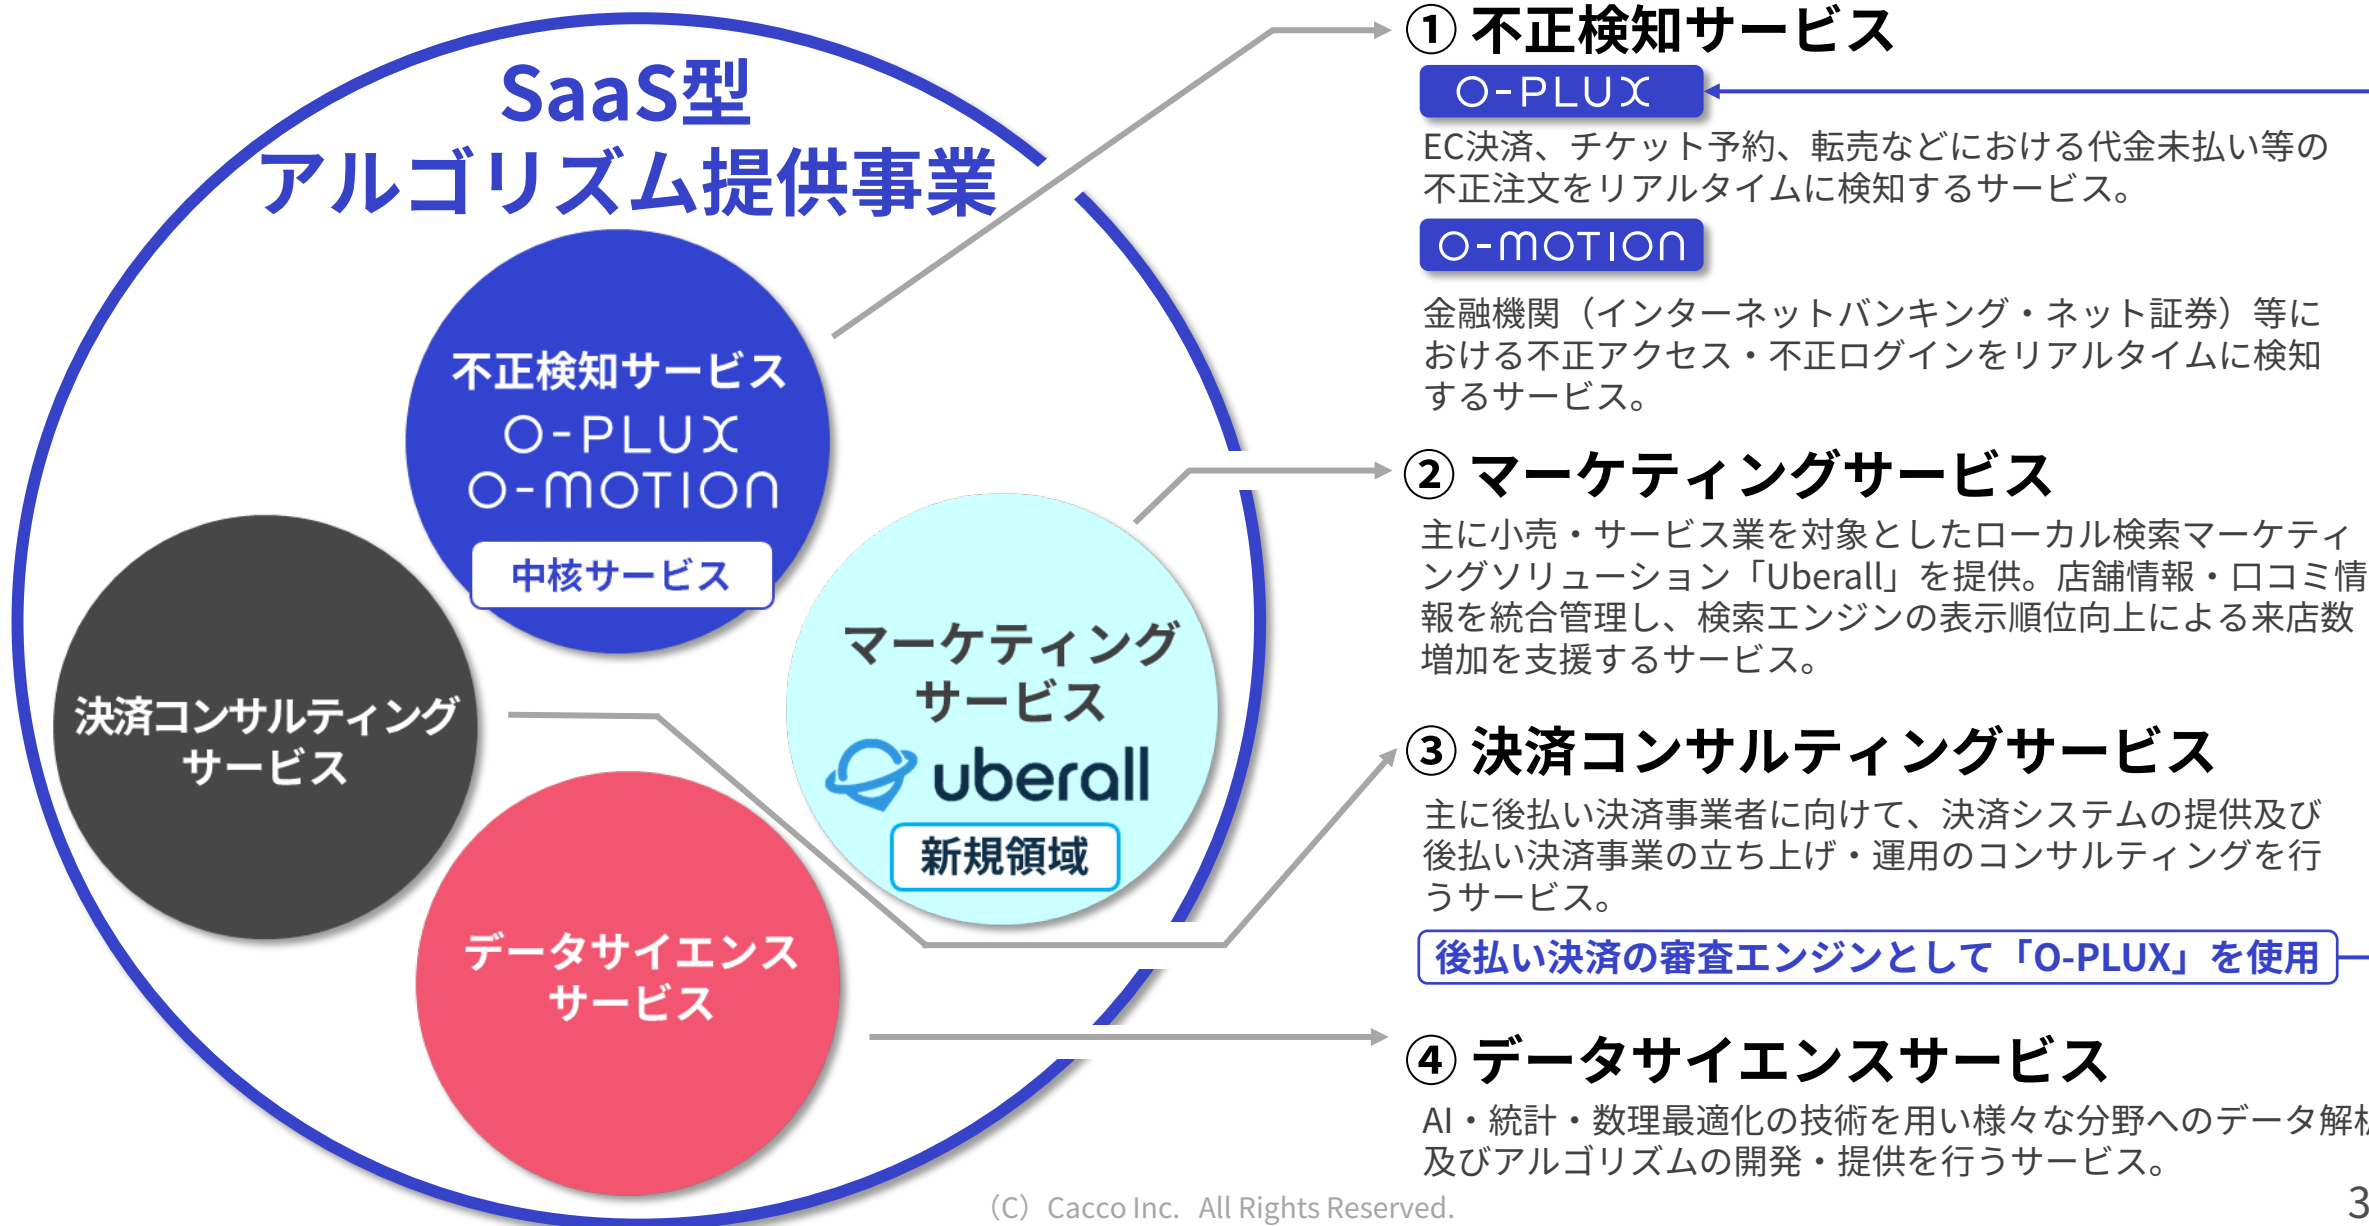 SaaS型
アルゴリズム提供事業
不正検知サービス
O-PLUX
O-MOTION
中核サービス
マーケティング
サービス
uberall
新規領域
決済コンサルティング
サービス
データサイエンス
サービス
① 不正検知サービス
O-PLUX
EC決済、チケット予約、転売などにおける代金未払い等の
不正注文をリアルタイムに検知するサービス。
O-MOTION
金融機関（インターネットバンキング・ネット証券）等に
おける不正アクセス・不正ログインをリアルタイムに検知
するサービス。
② マーケティングサービス
主に小売・サービス業を対象としたローカル検索マーケティ
ングソリューション「Uberall」を提供。店舗情報・口コミ情
報を統合管理し、検索エンジンの表示順位向上による来店数
増加を支援するサービス。
③ 決済コンサルティングサービス
主に後払い決済事業者に向けて、決済システムの提供及び
後払い決済事業の立ち上げ・運用のコンサルティングを行
うサービス。
後払い決済の審査エンジンとして「O-PLUX」を使用
④ データサイエンスサービス
AI・統計・数理最適化の技術を用い様々な分野へのデータ解析
及びアルゴリズムの開発・提供を行うサービス。
（C）Cacco Inc. All Rights Reserved.
3